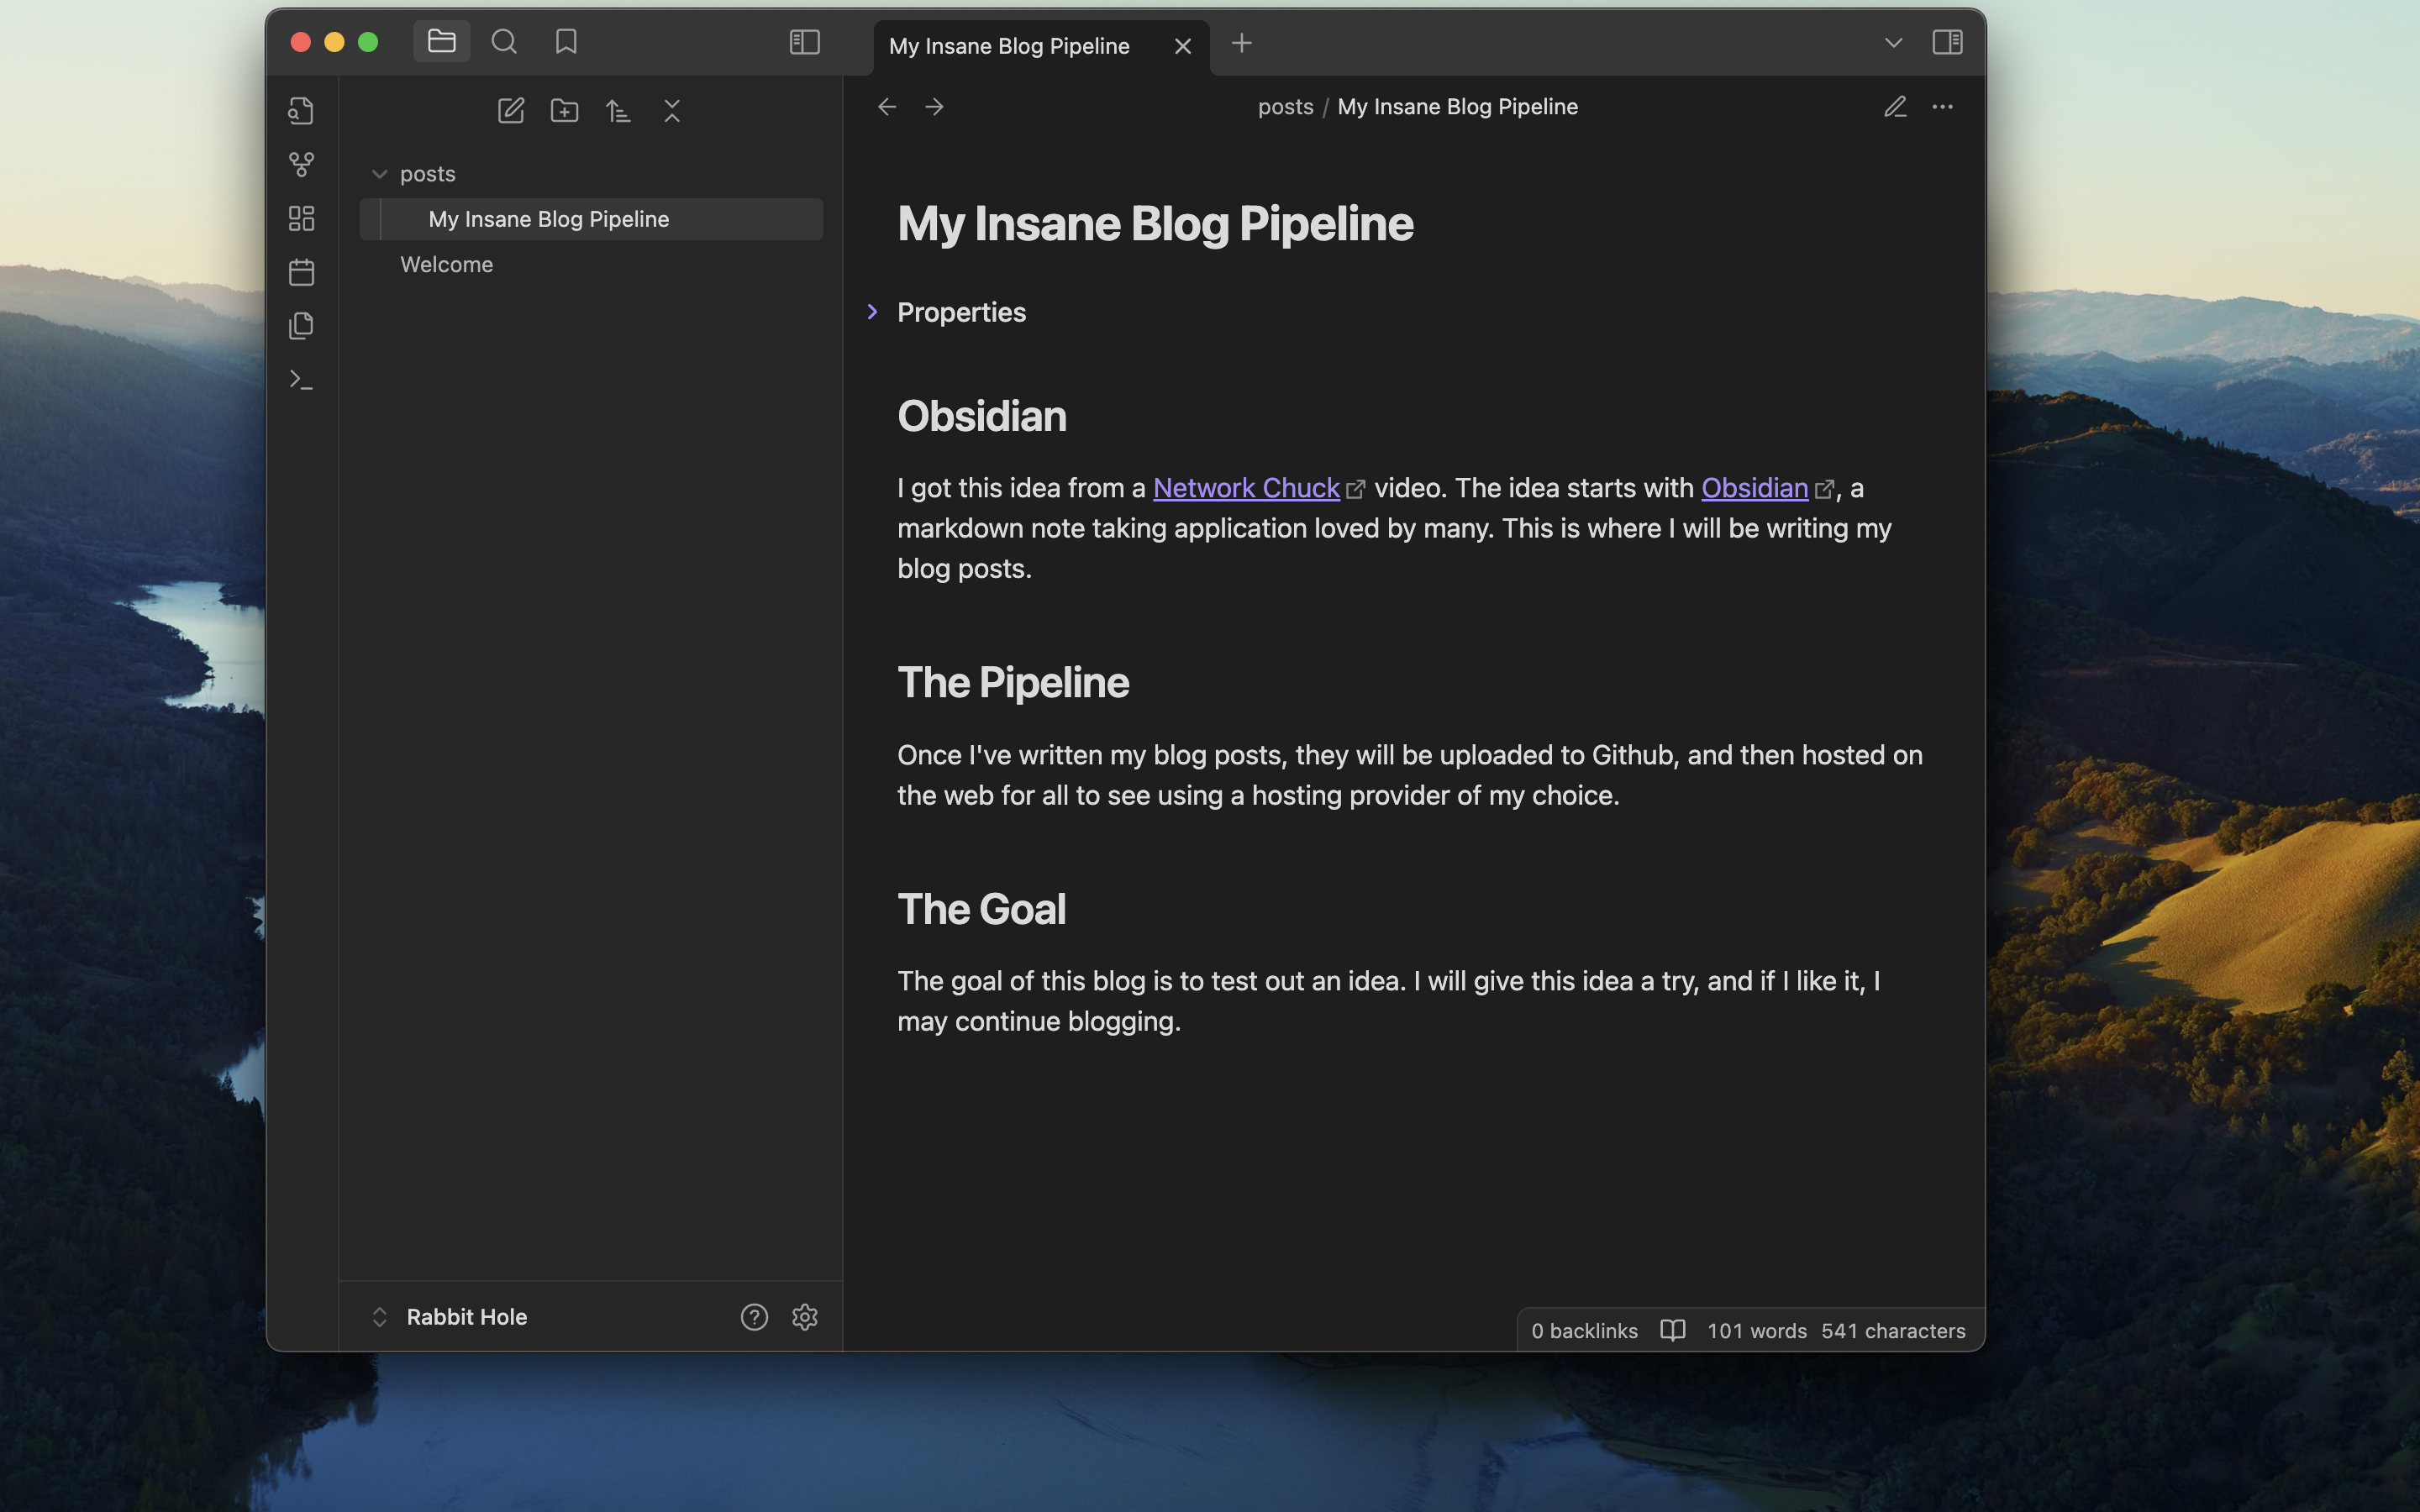 My Insane Blog Pipeline
posts / My Insane Blog Pipeline
posts
My Insane Blog Pipeline
Welcome
My Insane Blog Pipeline
Properties
Obsidian
I got this idea from a Network Chuck video. The idea starts with Obsidian, a
markdown note taking application loved by many. This is where I will be writing my
blog posts.
The Pipeline
Once I've written my blog posts, they will be uploaded to Github, and then hosted on
the web for all to see using a hosting provider of my choice.
The Goal
The goal of this blog is to test out an idea. I will give this idea a try, and if I like it, I
may continue blogging.
Rabbit Hole
0 backlinks 101 words 541 characters